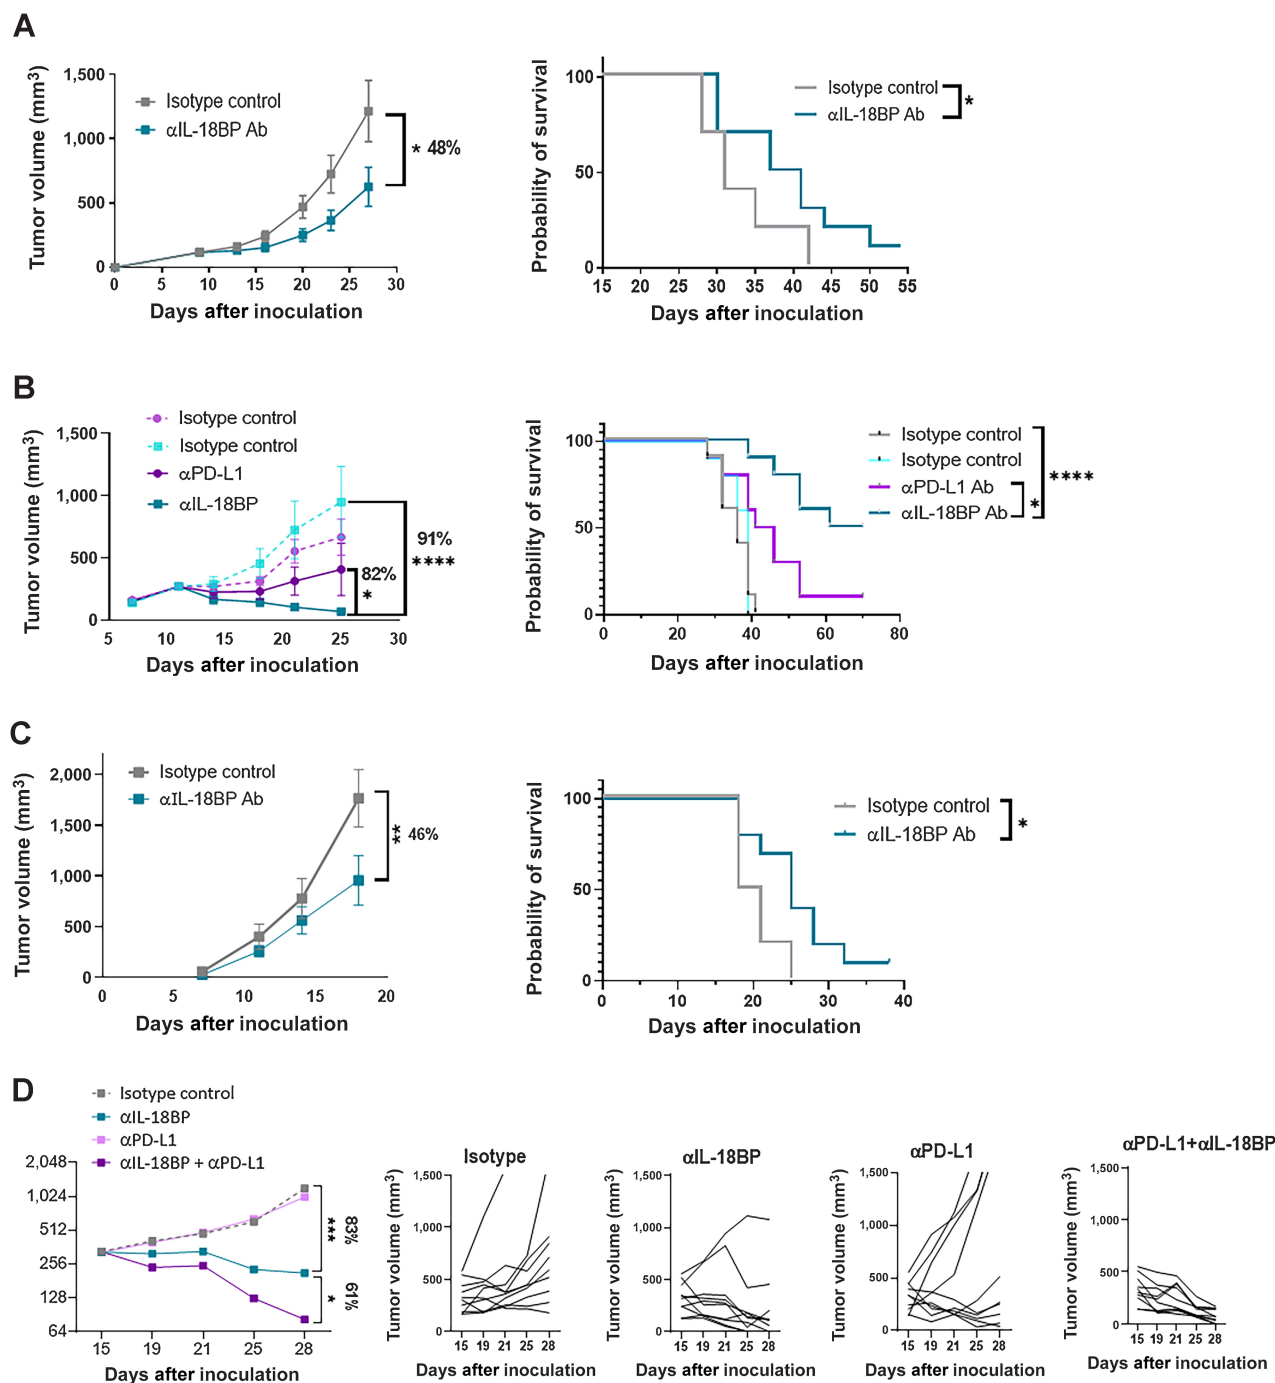 A
Tumor volume (mm³)
1,500
1,000
500
0
0 5 10 15 20 25 30
Days after inoculation
Isotype control
αIL-18BP Ab
* 48%
Probability of survival
100
50
0
15 20 25 30 35 40 45 50 55
Days after inoculation
Isotype control
αIL-18BP Ab
*
B
Tumor volume (mm³)
1,500
1,000
500
0
5 10 15 20 25 30
Days after inoculation
Isotype control
Isotype control
αPD-L1
αIL-18BP
91%
****
82%
*
Probability of survival
100
50
0
0 20 40 60 80
Days after inoculation
Isotype control
Isotype control
αPD-L1 Ab
αIL-18BP Ab
*
****
C
Tumor volume (mm³)
2,000
1,500
1,000
500
0
0 5 10 15 20
Days after inoculation
Isotype control
αIL-18BP Ab
** 46%
Probability of survival
100
50
0
0 10 20 30 40
Days after inoculation
Isotype control
αIL-18BP Ab
*
D
Isotype control
αIL-18BP
αPD-L1
αIL-18BP + αPD-L1
2,048
1,024
512
256
128
64
15 19 21 25 28
Days after inoculation
83%
***
61%
*
Isotype
Tumor volume (mm³)
1,500
1,000
500
0
15 19 21 25 28
Days after inoculation
αIL-18BP
Tumor volume (mm³)
1,500
1,000
500
0
15 19 21 25 28
Days after inoculation
αPD-L1
Tumor volume (mm³)
1,500
1,000
500
0
15 19 21 25 28
Days after inoculation
αPD-L1+αIL-18BP
Tumor volume (mm³)
1,500
1,000
500
0
15 19 21 25 28
Days after inoculation